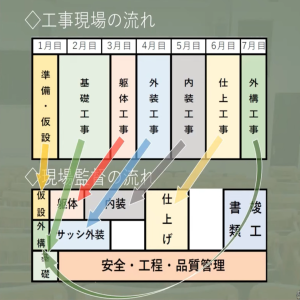 ◇工事現場の流れ
1月目 2月目 3月目 4月目 5月目 6月目 7月目
準備・仮設 基礎工事 躯体工事 外装工事 内装工事 仕上工事 外構工事
◇現場監督の流れ
仮設 躯体 内装 仕上げ 書類 竣工
外構 サッシ外装
基礎 安全・工程・品質管理